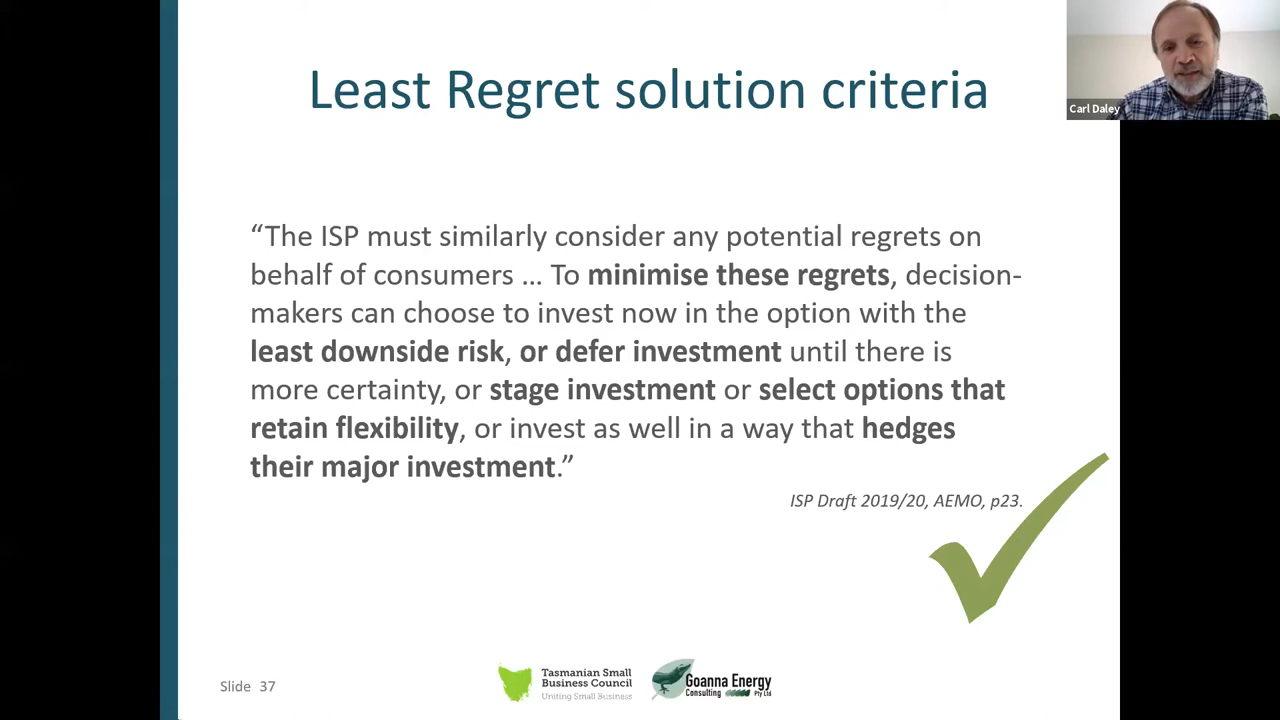 Least Regret solution criteria
Carl Daley
“The ISP must similarly consider any potential regrets on
behalf of consumers … To minimise these regrets, decision-
makers can choose to invest now in the option with the
least downside risk, or defer investment until there is
more certainty, or stage investment or select options that
retain flexibility, or invest as well in a way that hedges
their major investment.”
ISP Draft 2019/20, AEMO, p23.
Slide 37
Tasmanian Small
Business Council
Uniting Small Business
Goanna Energy
Consulting Pty Ltd